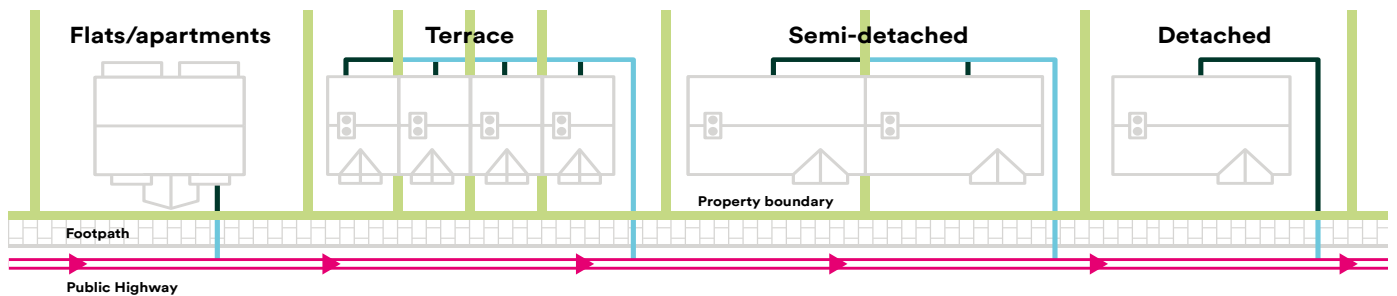 Flats/apartments
Terrace
Semi-detached
Detached
Property boundary
Footpath
Public Highway